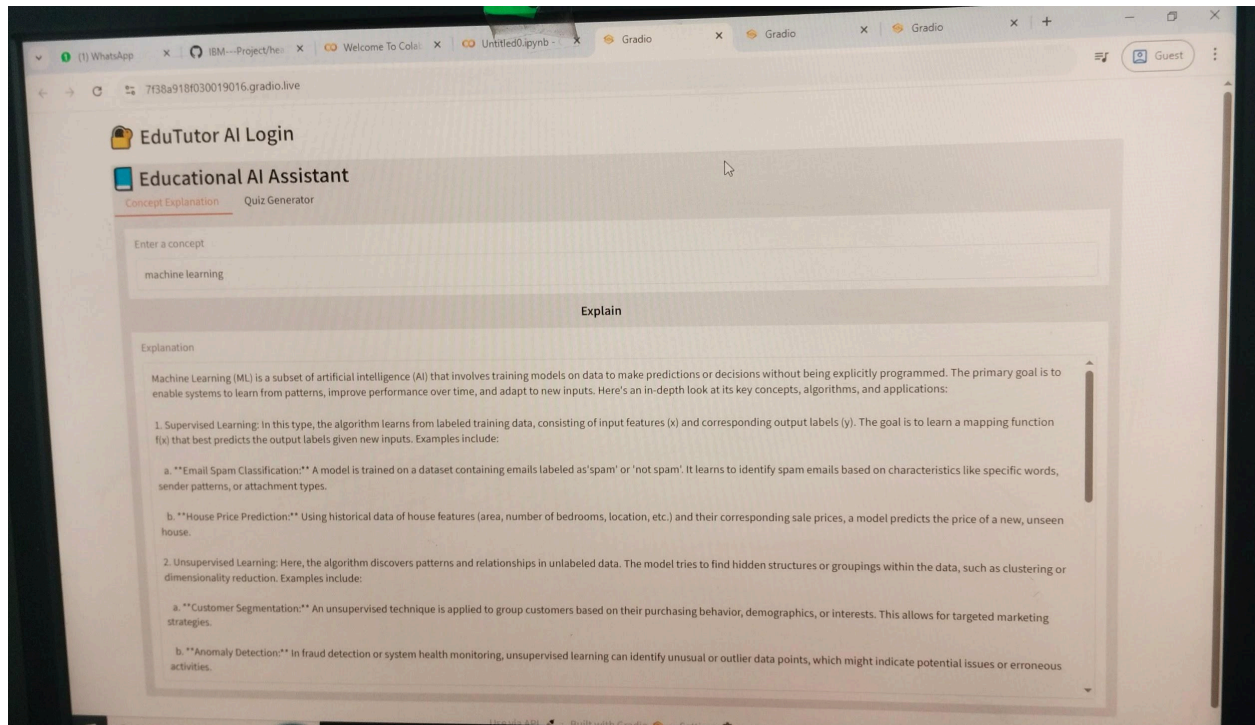 (1) WhatsApp
IBM---Project/hea
Welcome To Colab
Untitled0.ipynb -
Gradio
Gradio
Gradio
7f38a918f030019016.gradio.live
Guest
EduTutor AI Login
Educational AI Assistant
Concept Explanation Quiz Generator
Enter a concept
machine learning
Explain
Explanation
Machine Learning (ML) is a subset of artificial intelligence (AI) that involves training models on data to make predictions or decisions without being explicitly programmed. The primary goal is to
enable systems to learn from patterns, improve performance over time, and adapt to new inputs. Here's an in-depth look at its key concepts, algorithms, and applications:
1. Supervised Learning: In this type, the algorithm learns from labeled training data, consisting of input features (x) and corresponding output labels (y). The goal is to learn a mapping function
f(x) that best predicts the output labels given new inputs. Examples include:
a. **Email Spam Classification:** A model is trained on a dataset containing emails labeled as'spam' or 'not spam'. It learns to identify spam emails based on characteristics like specific words,
sender patterns, or attachment types.
b. **House Price Prediction:** Using historical data of house features (area, number of bedrooms, location, etc.) and their corresponding sale prices, a model predicts the price of a new, unseen
house.
2. Unsupervised Learning: Here, the algorithm discovers patterns and relationships in unlabeled data. The model tries to find hidden structures or groupings within the data, such as clustering or
dimensionality reduction. Examples include:
a. **Customer Segmentation:** An unsupervised technique is applied to group customers based on their purchasing behavior, demographics, or interests. This allows for targeted marketing
strategies.
b. **Anomaly Detection:** In fraud detection or system health monitoring, unsupervised learning can identify unusual or outlier data points, which might indicate potential issues or erroneous
activities.